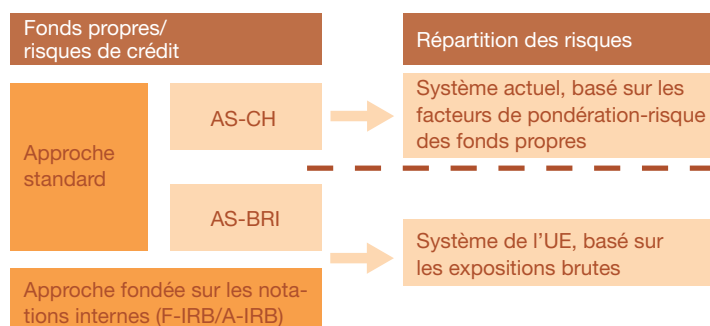 Fonds propres/
risques de crédit
Répartition des risques
Approche
standard
AS-CH
Système actuel, basé sur les
facteurs de pondération-risque
des fonds propres
AS-BRI
Système de l’UE, basé sur
les expositions brutes
Approche fondée sur les nota-
tions internes (F-IRB/A-IRB)